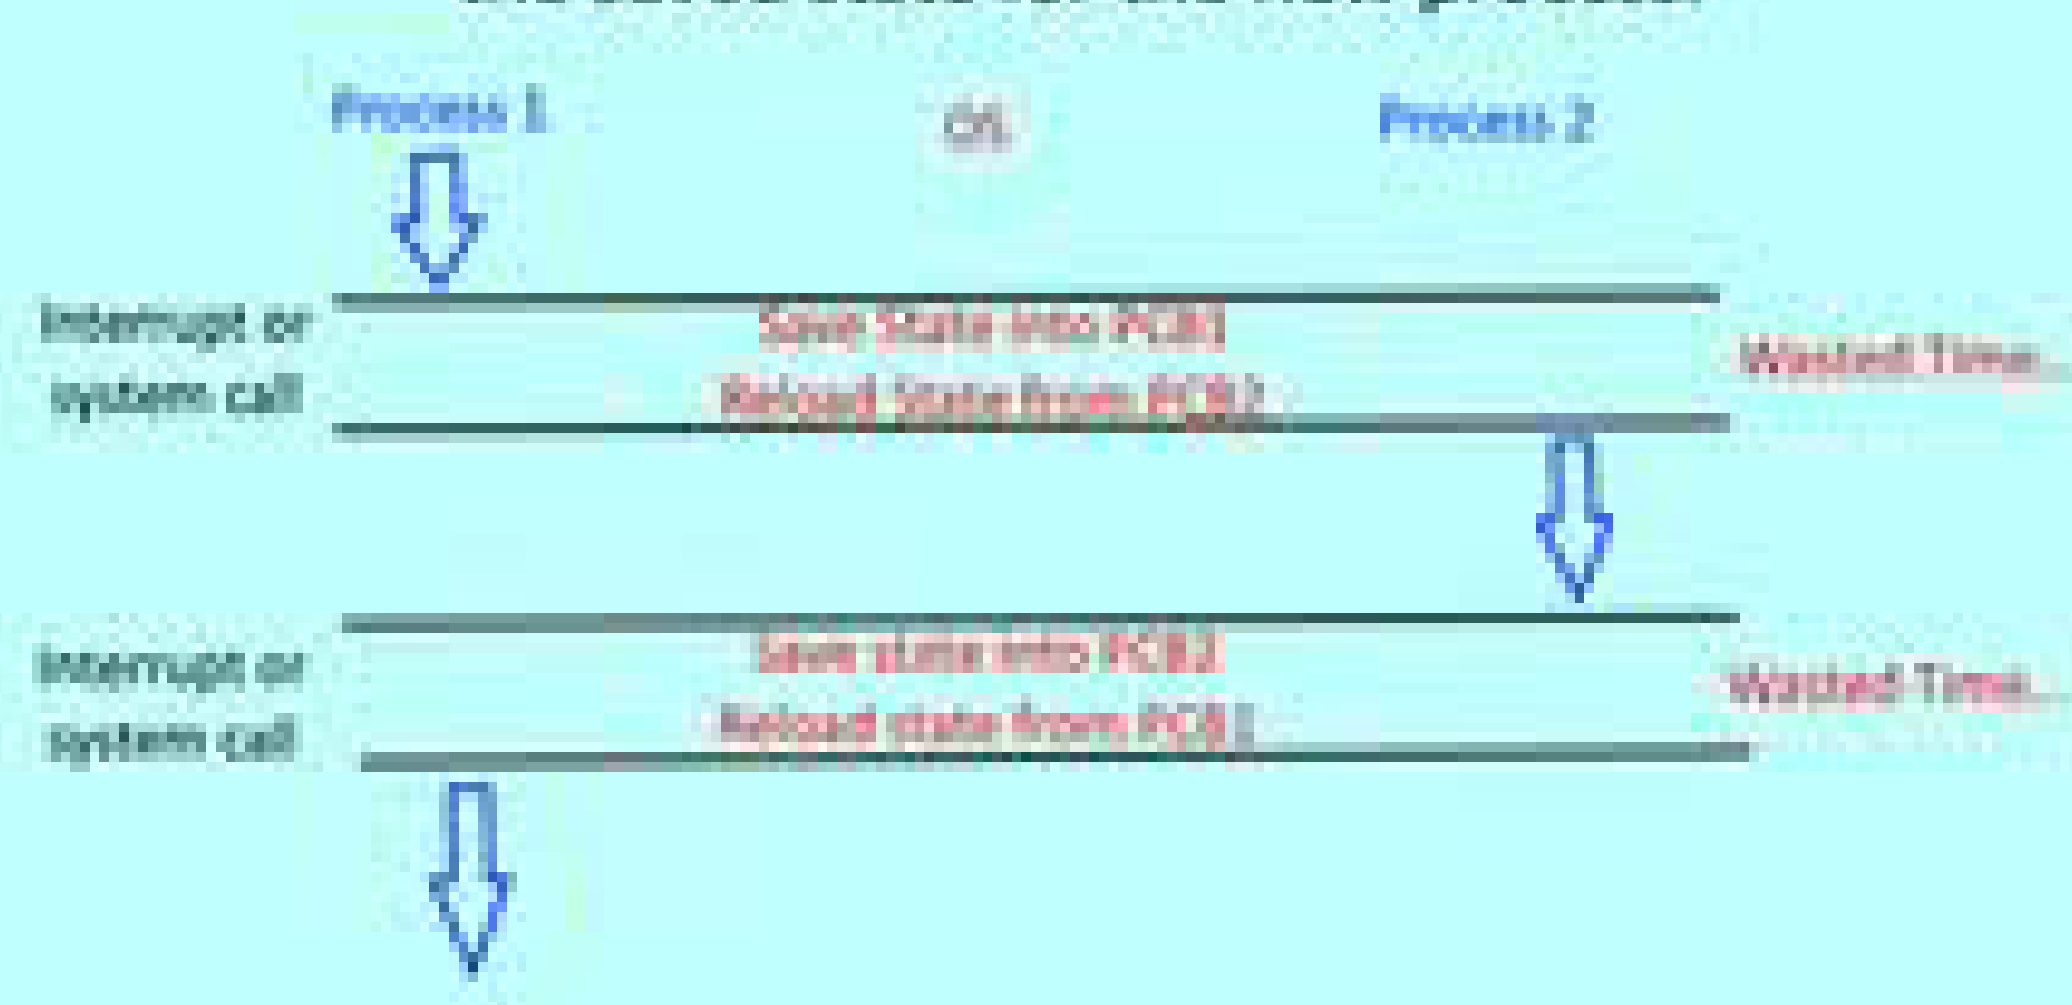 Process 1
OS
Process 2
Interrupt or
system call
Save State into PCB1
Reload State from PCB2
Wasted Time.
Interrupt or
system call
Save state into PCB2
Reload state from PCB1
Wasted Time.